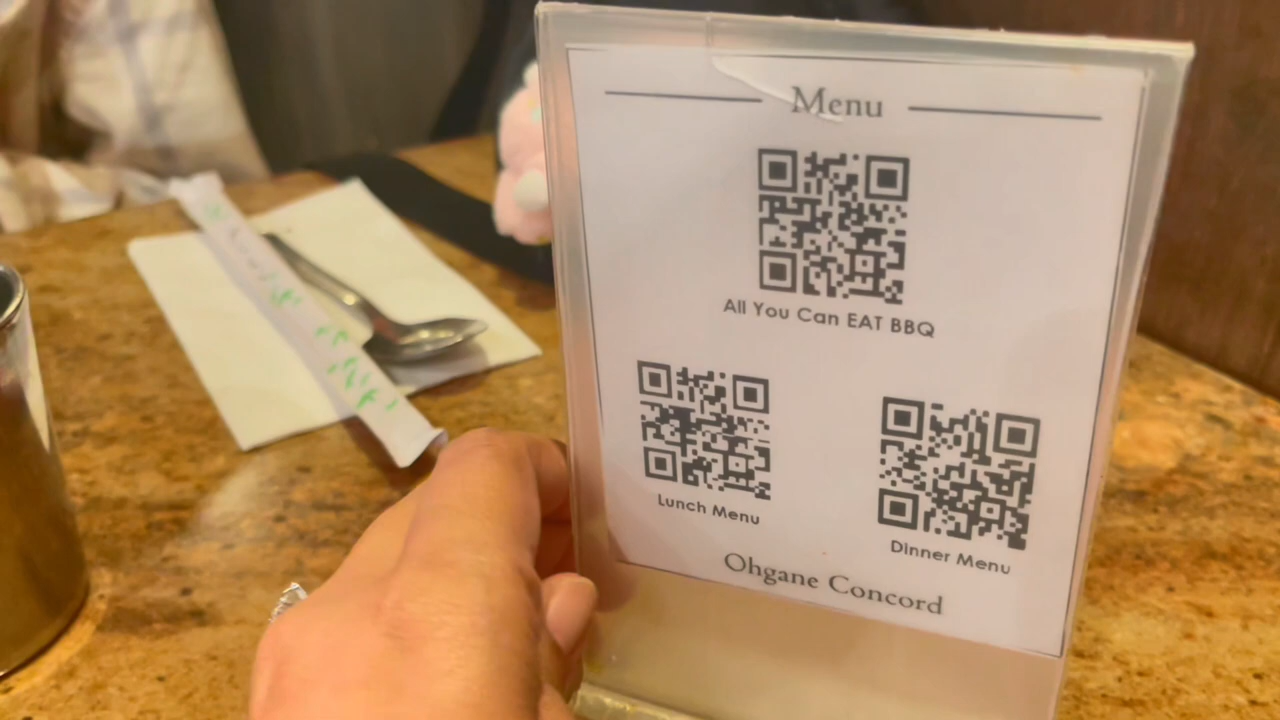 Menu
All You Can EAT BBQ
Lunch Menu
Dinner Menu
Ohgane Concord